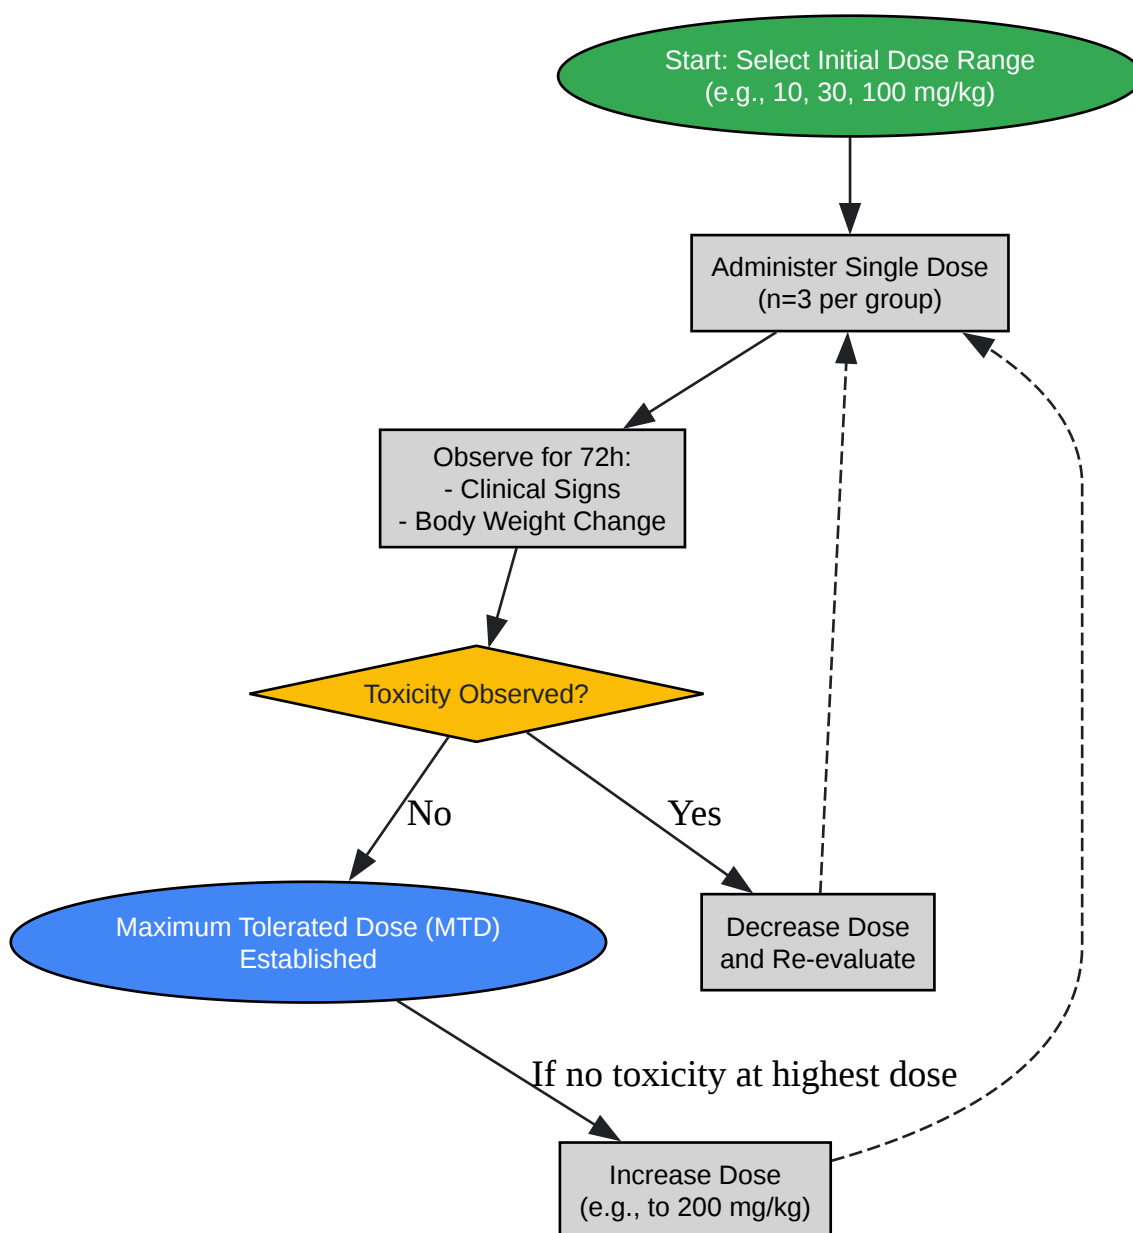 Start: Select Initial Dose Range
(e.g., 10, 30, 100 mg/kg)
Administer Single Dose
(n=3 per group)
Observe for 72h:
- Clinical Signs
- Body Weight Change
Toxicity Observed?
No
Yes
Maximum Tolerated Dose (MTD)
Established
Decrease Dose
and Re-evaluate
If no toxicity at highest dose
Increase Dose
(e.g., to 200 mg/kg)